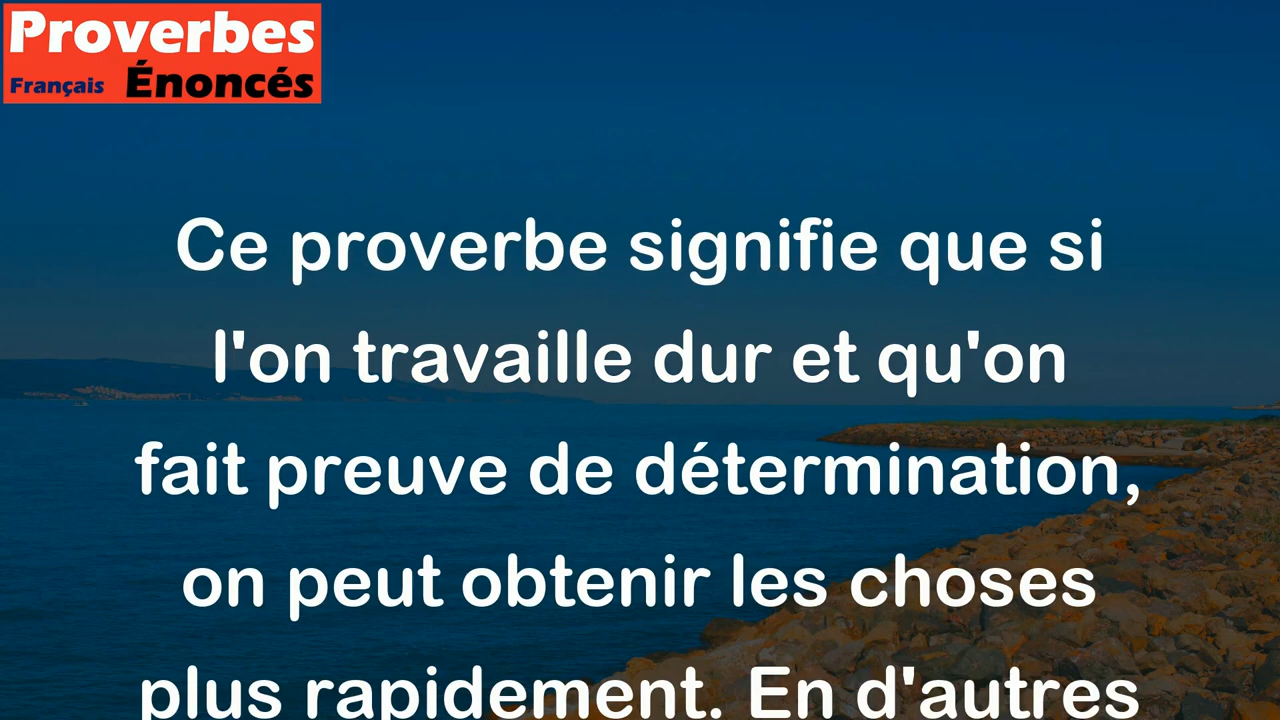 Proverbes
Français Énoncés
Ce proverbe signifie que si
l'on travaille dur et qu'on
fait preuve de détermination,
on peut obtenir les choses
plus rapidement. En d'autres